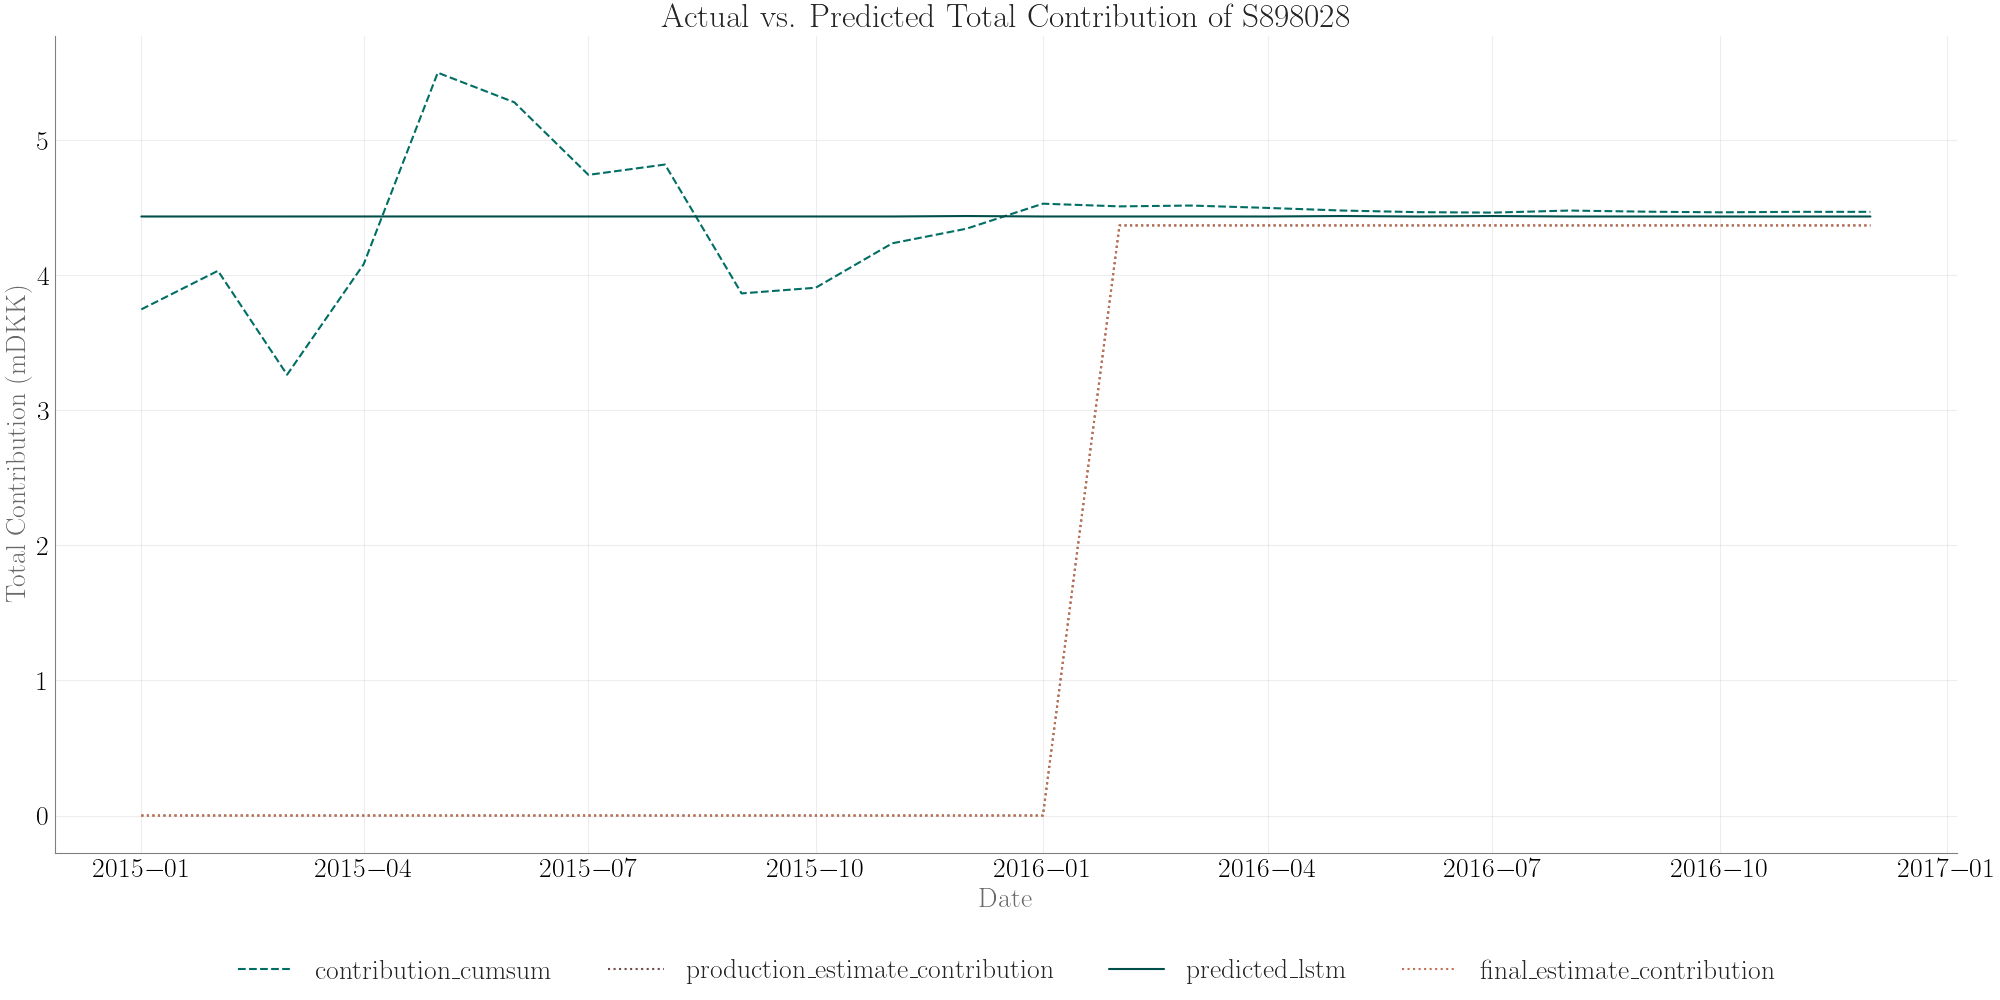 Actual vs. Predicted Total Contribution of S898028
Total Contribution (mDKK)
5
4
3
2
1
0
2015−01 2015−04 2015−07 2015−10 2016−01 2016−04 2016−07 2016−10 2017−01
Date
contribution_cumsum production_estimate_contribution predicted_lstm final_estimate_contribution